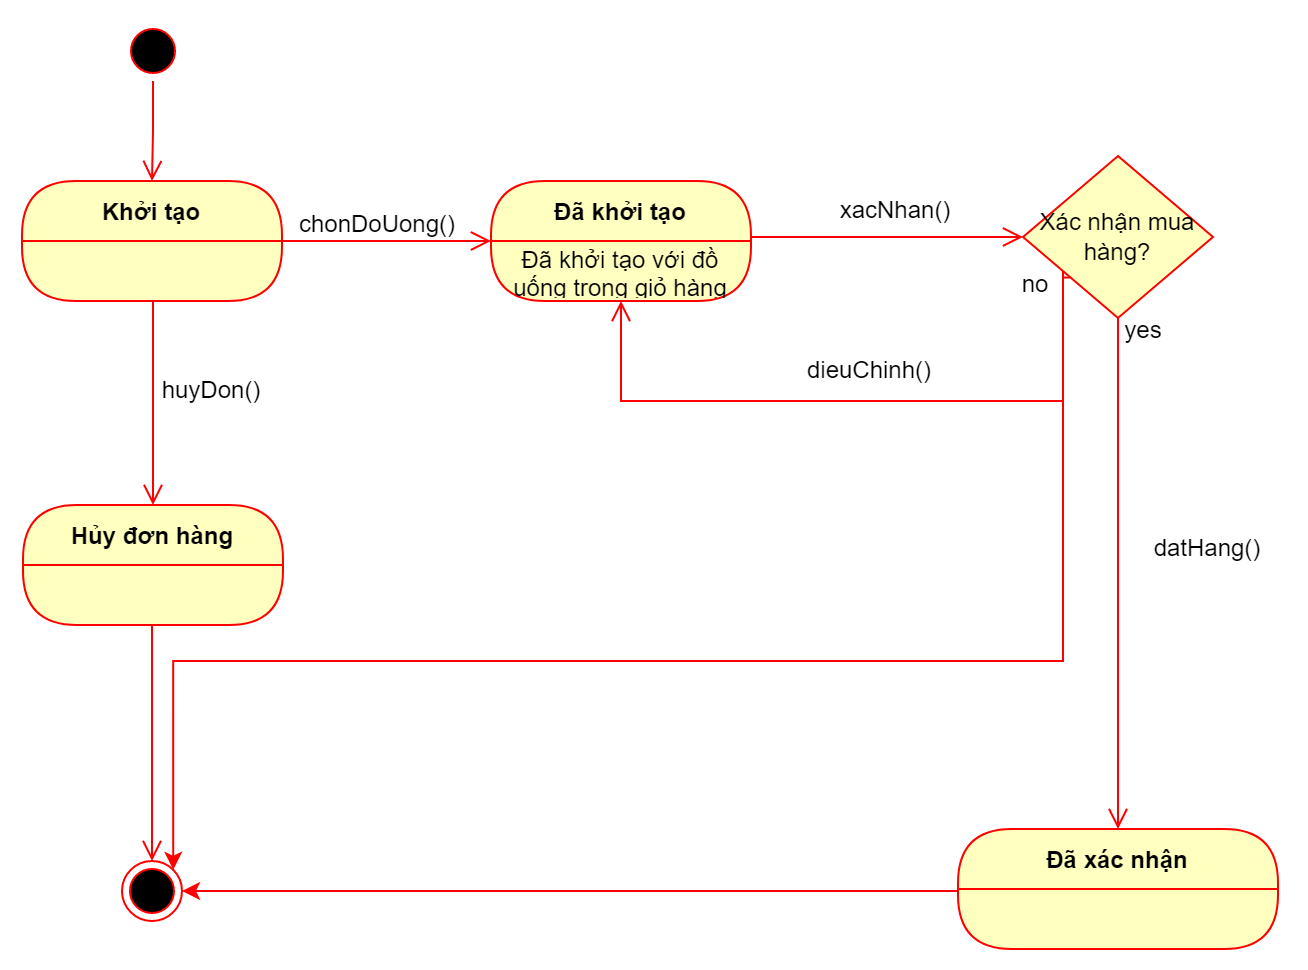 Khởi tạo
chonDoUong()
Đã khởi tạo
Đã khởi tạo với đồ
uống trong giỏ hàng
xacNhan()
Xác nhận mua
hàng?
no
yes
dieuChinh()
huyDon()
Hủy đơn hàng
datHang()
Đã xác nhận